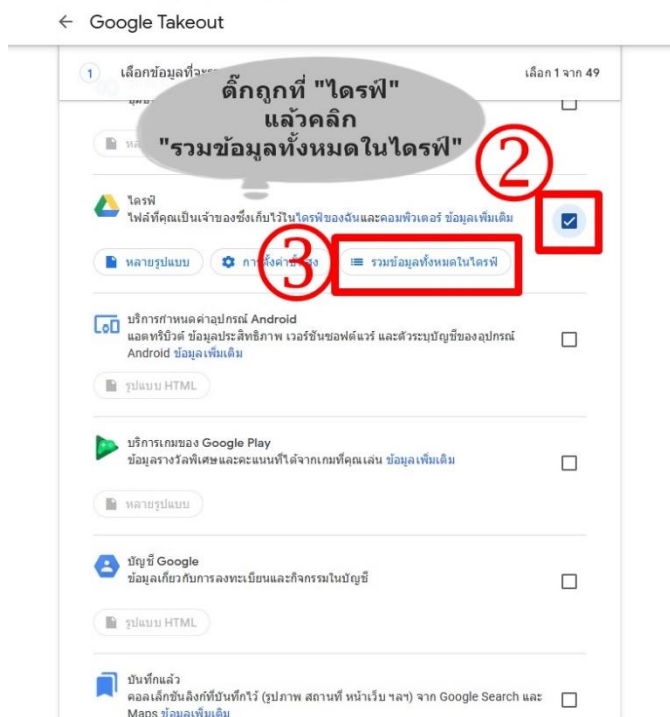 ← Google Takeout
1 เลือกข้อมูลที่จะ
เลือก 1 จาก 49
ติ๊กถูกที่ "ไดรฟ์"
แล้วคลิก
"รวมข้อมูลทั้งหมดในไดรฟ์"
2
ไดรฟ์
ไฟล์ที่คุณเป็นเจ้าของซึ่งเก็บไว้ในไดรฟ์ของฉันและคอมพิวเตอร์ ข้อมูลเพิ่มเติม
3
หลายรูปแบบ
รวมข้อมูลทั้งหมดในไดรฟ์
บริการกำหนดค่าอุปกรณ์ Android
แอตทริบิวต์ ข้อมูลประสิทธิภาพ เวอร์ชันซอฟต์แวร์ และตัวระบุบัญชีของอุปกรณ์
Android ข้อมูลเพิ่มเติม
รูปแบบ HTML
บริการเกมของ Google Play
ข้อมูลรางวัลพิเศษและคะแนนที่ได้จากเกมที่คุณเล่น ข้อมูลเพิ่มเติม
หลายรูปแบบ
บัญชี Google
ข้อมูลเกี่ยวกับการลงทะเบียนและกิจกรรมในบัญชี
รูปแบบ HTML
บันทึกแล้ว
คอลเล็กชันลิงก์ที่บันทึกไว้ (รูปภาพ สถานที่ หน้าเว็บ ฯลฯ) จาก Google Search และ
Maps ข้อมูลเพิ่มเติม